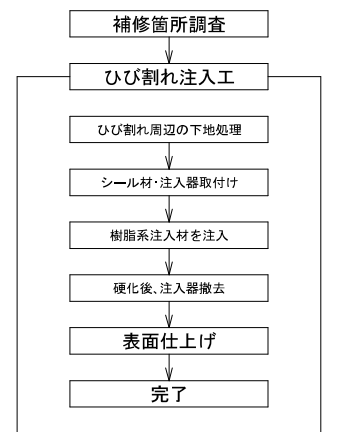 補修箇所調査
ひび割れ注入工
ひび割れ周辺の下地処理
シール材・注入器取付け
樹脂系注入材を注入
硬化後、注入器撤去
表面仕上げ
完了